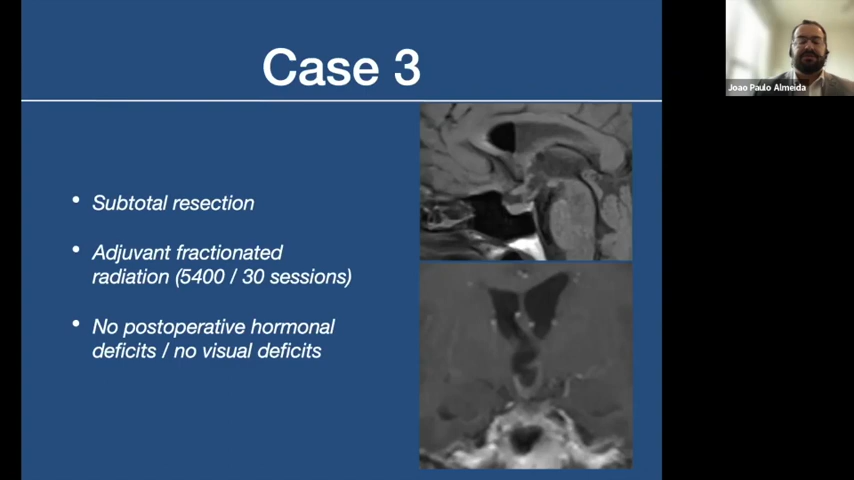 Case 3
• Subtotal resection
• Adjuvant fractionated
radiation (5400 / 30 sessions)
• No postoperative hormonal
deficits / no visual deficits
Joao Paulo Almeida